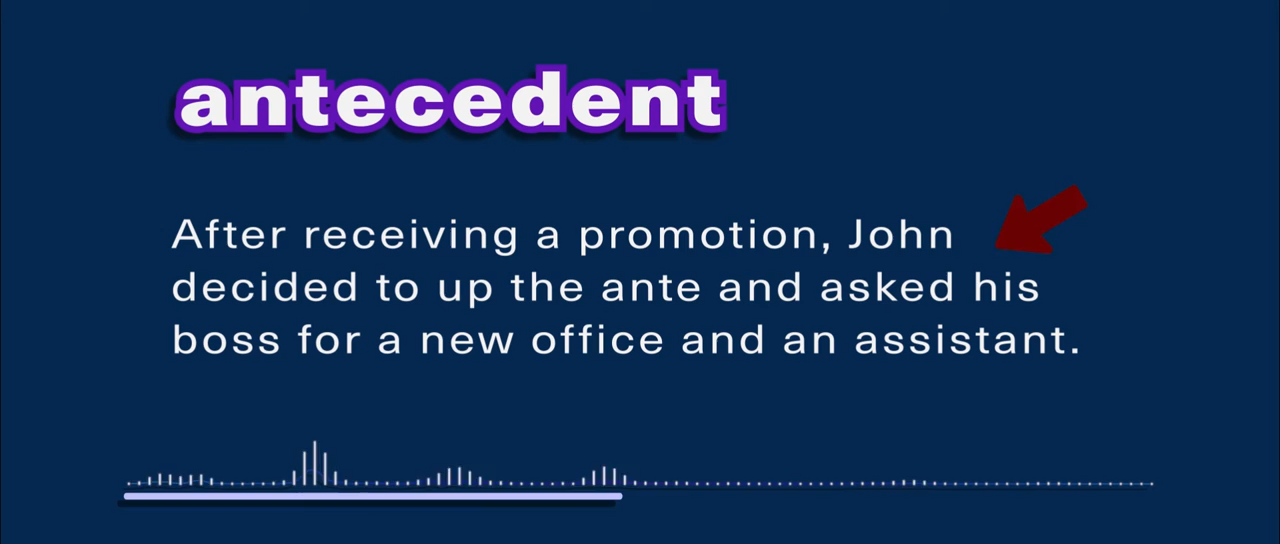 antecedent
After receiving a promotion, John
decided to up the ante and asked his
boss for a new office and an assistant.